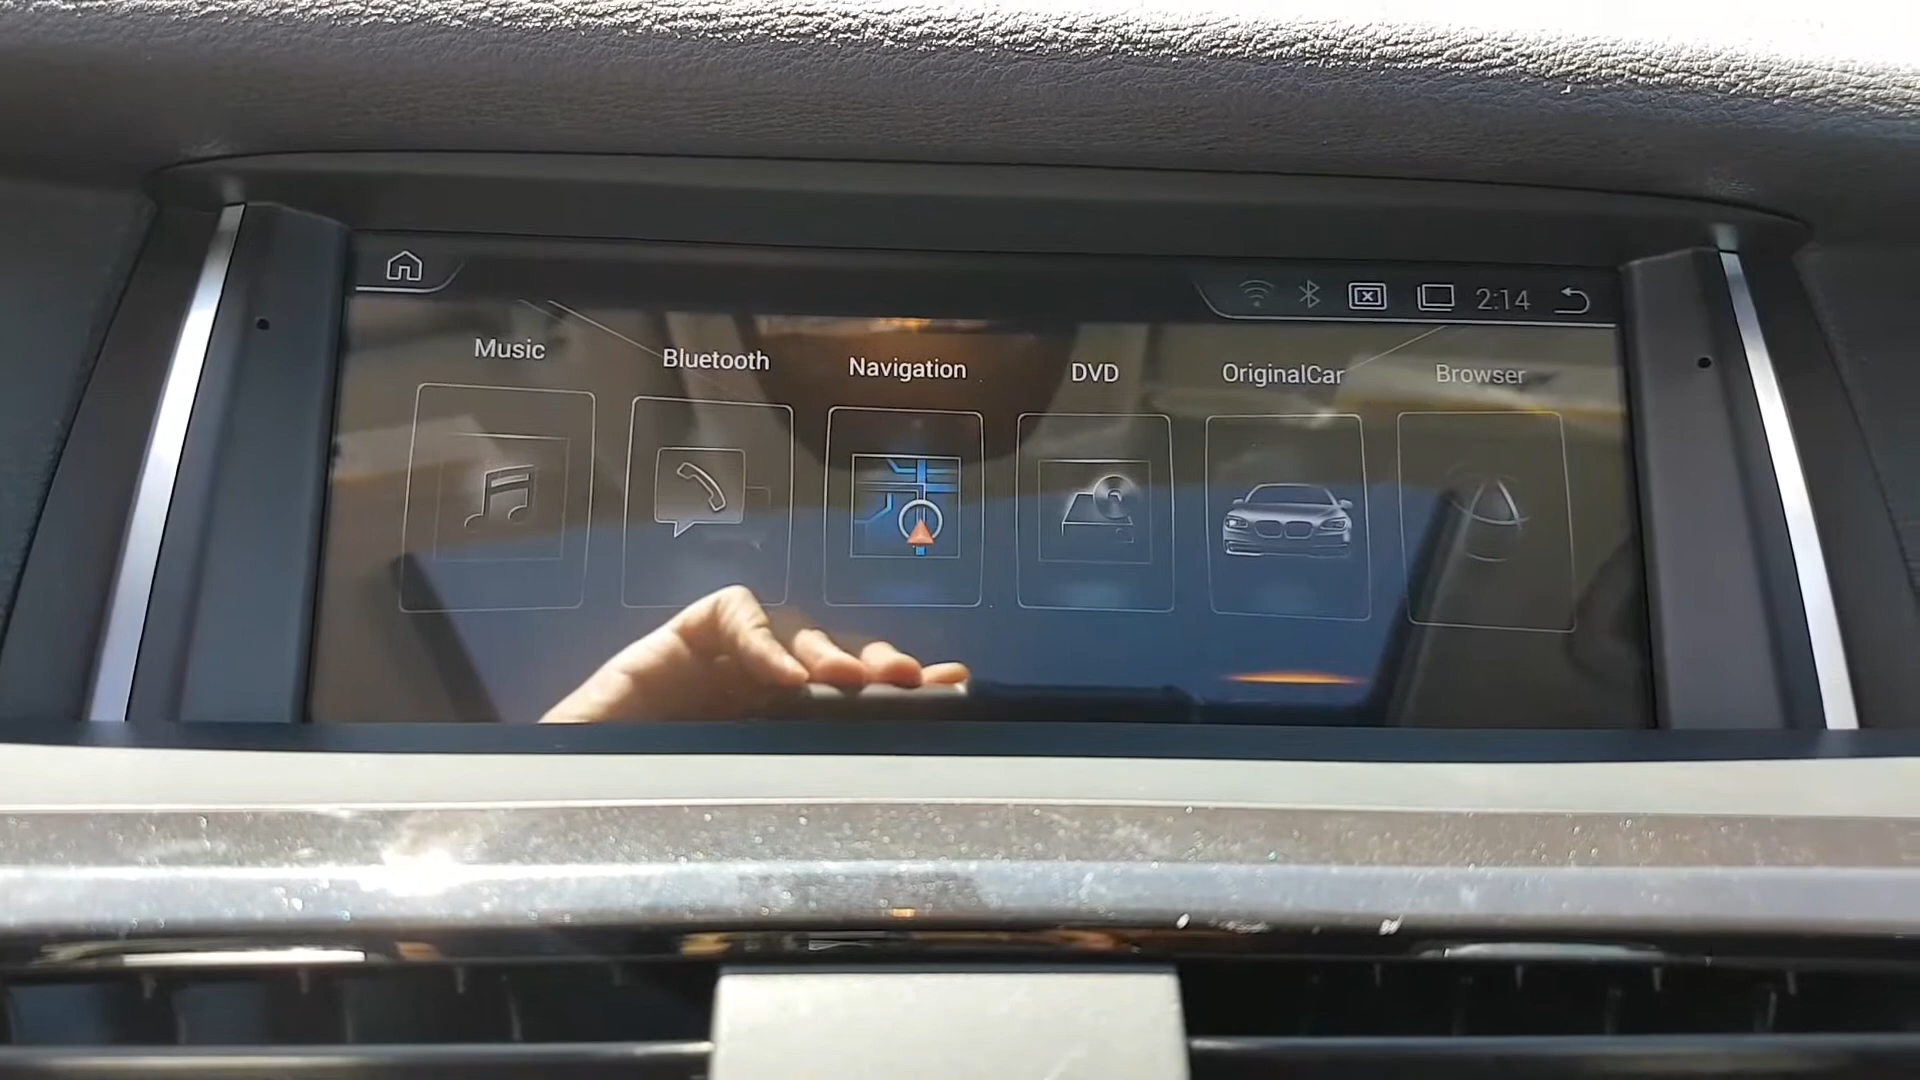 2:14
Music
Bluetooth
Navigation
DVD
OriginalCar
Browser